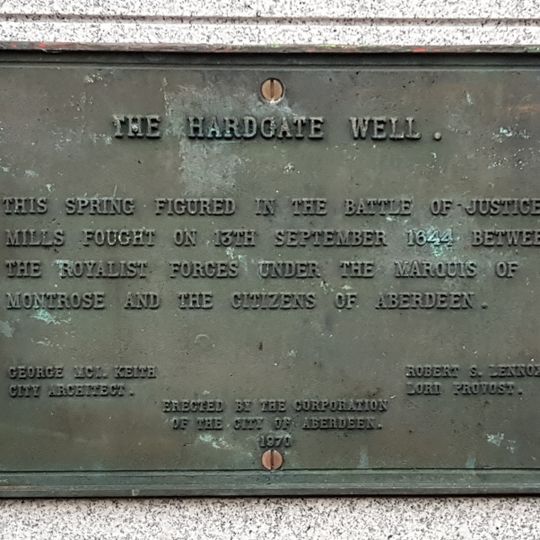 THE HARDGATE WELL.
THIS SPRING FIGURED IN THE BATTLE OF JUSTICE
MILLS FOUGHT ON 13TH SEPTEMBER 1644 BETWEE
THE ROYALIST FORCES UNDER THE MARQUIS OF
MONTROSE AND THE CITIZENS OF ABERDEEN.
GEORGE MCI. KEITH
CITY ARCHITECT.
ROBERT S. LENNOX
LORD PROVOST.
ERECTED BY THE CORPORATION
OF THE CITY OF ABERDEEN.
1970